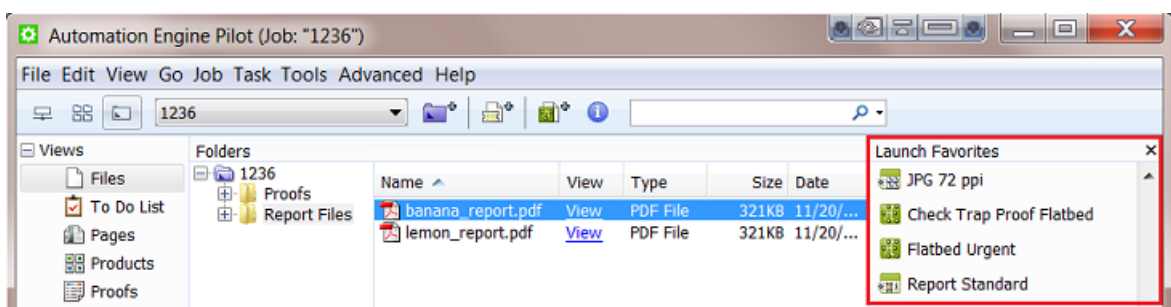 Automation Engine Pilot (Job: "1236")
File Edit View Go Job Task Tools Advanced Help
1236
Views
Files
To Do List
Pages
Products
Proofs
Folders
1236
Proofs
Report Files
Name View Type Size Date
banana_report.pdf View PDF File 321KB 11/20/...
lemon_report.pdf View PDF File 321KB 11/20/...
Launch Favorites
JPG 72 ppi
Check Trap Proof Flatbed
Flatbed Urgent
Report Standard